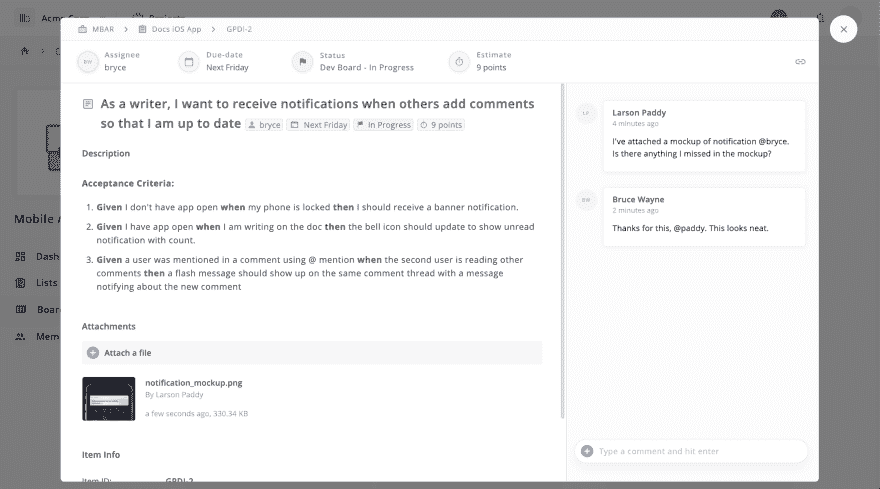 Acme Corp
Projects
MBAR > Docs iOS App > GPDI-2
BW
Assignee
bryce
Due-date
Next Friday
Status
Dev Board - In Progress
Estimate
9 points
As a writer, I want to receive notifications when others add comments
so that I am up to date bryce Next Friday In Progress 9 points
Description
Acceptance Criteria:
1. Given I don't have app open when my phone is locked then I should receive a banner notification.
2. Given I have app open when I am writing on the doc then the bell icon should update to show unread
notification with count.
3. Given a user was mentioned in a comment using @ mention when the second user is reading other
comments then a flash message should show up on the same comment thread with a message
notifying about the new comment
Attachments
Attach a file
notification_mockup.png
By Larson Paddy
a few seconds ago, 330.34 KB
Item Info
Item ID: GPDI-2
LP
Larson Paddy
4 minutes ago
I've attached a mockup of notification @bryce.
Is there anything I missed in the mockup?
BW
Bruce Wayne
2 minutes ago
Thanks for this, @paddy. This looks neat.
Type a comment and hit enter
Mobile A
Dash
Lists
Boar
Mem